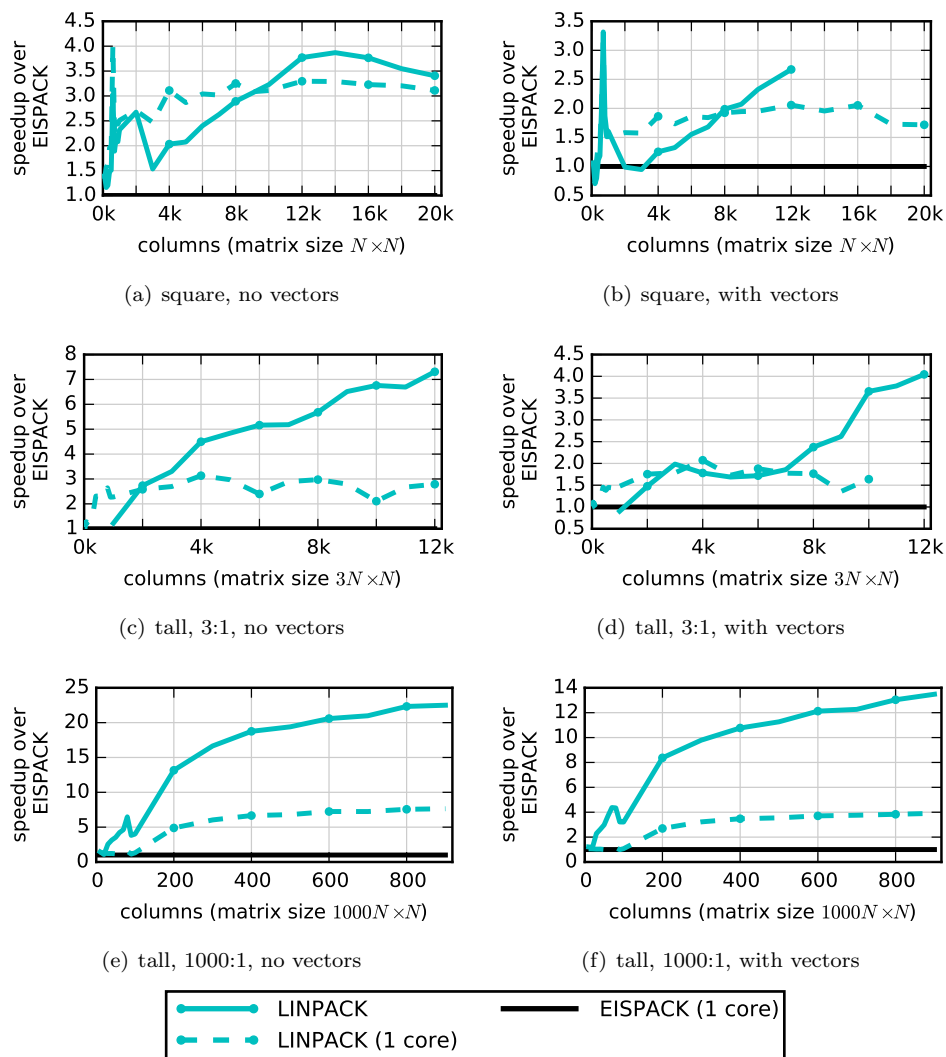 4.5
4.0
3.5
3.0
2.5
2.0
1.5
1.0
speedup over
EISPACK
0k 4k 8k 12k 16k 20k
columns (matrix size N×N)
(a) square, no vectors
3.5
3.0
2.5
2.0
1.5
1.0
0.5
speedup over
EISPACK
0k 4k 8k 12k 16k 20k
columns (matrix size N×N)
(b) square, with vectors
8
7
6
5
4
3
2
1
speedup over
EISPACK
0k 4k 8k 12k
columns (matrix size 3N×N)
(c) tall, 3:1, no vectors
4.5
4.0
3.5
3.0
2.5
2.0
1.5
1.0
0.5
speedup over
EISPACK
0k 4k 8k 12k
columns (matrix size 3N×N)
(d) tall, 3:1, with vectors
25
20
15
10
5
0
speedup over
EISPACK
0 200 400 600 800
columns (matrix size 1000N×N)
(e) tall, 1000:1, no vectors
14
12
10
8
6
4
2
0
speedup over
EISPACK
0 200 400 600 800
columns (matrix size 1000N×N)
(f) tall, 1000:1, with vectors
LINPACK
LINPACK (1 core)
EISPACK (1 core)